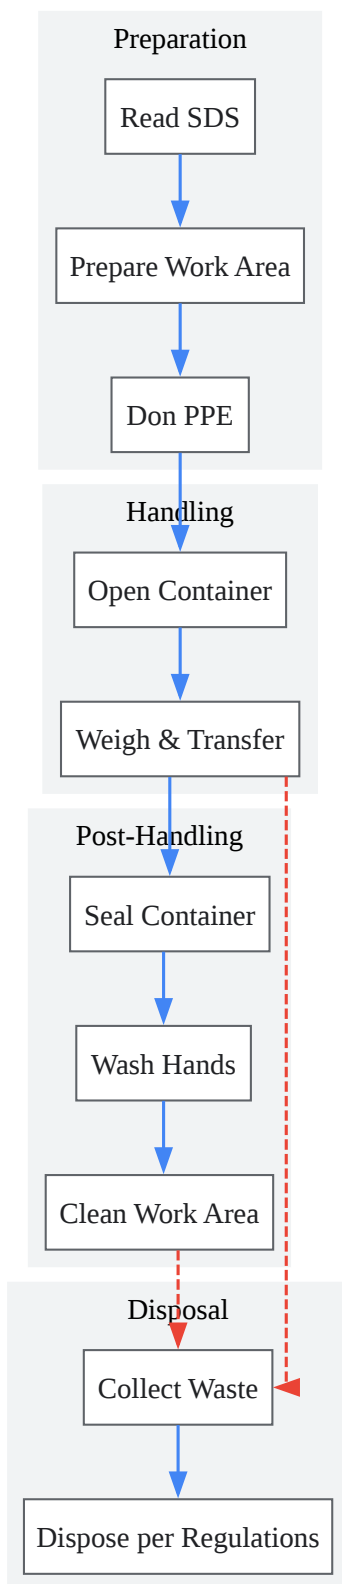 Preparation
Read SDS
Prepare Work Area
Don PPE
Handling
Open Container
Weigh & Transfer
Post-Handling
Seal Container
Wash Hands
Clean Work Area
Disposal
Collect Waste
Dispose per Regulations